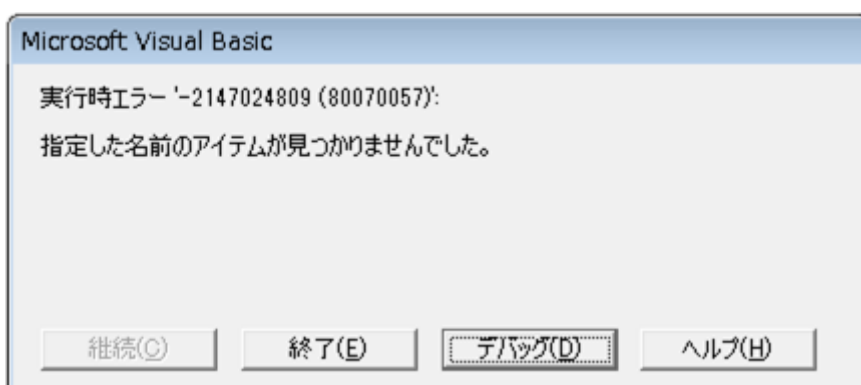 Microsoft Visual Basic
実行時エラー '-2147024809 (80070057)':
指定した名前のアイテムが見つかりませんでした。
継続(C) 終了(E) デバッグ(D) ヘルプ(H)